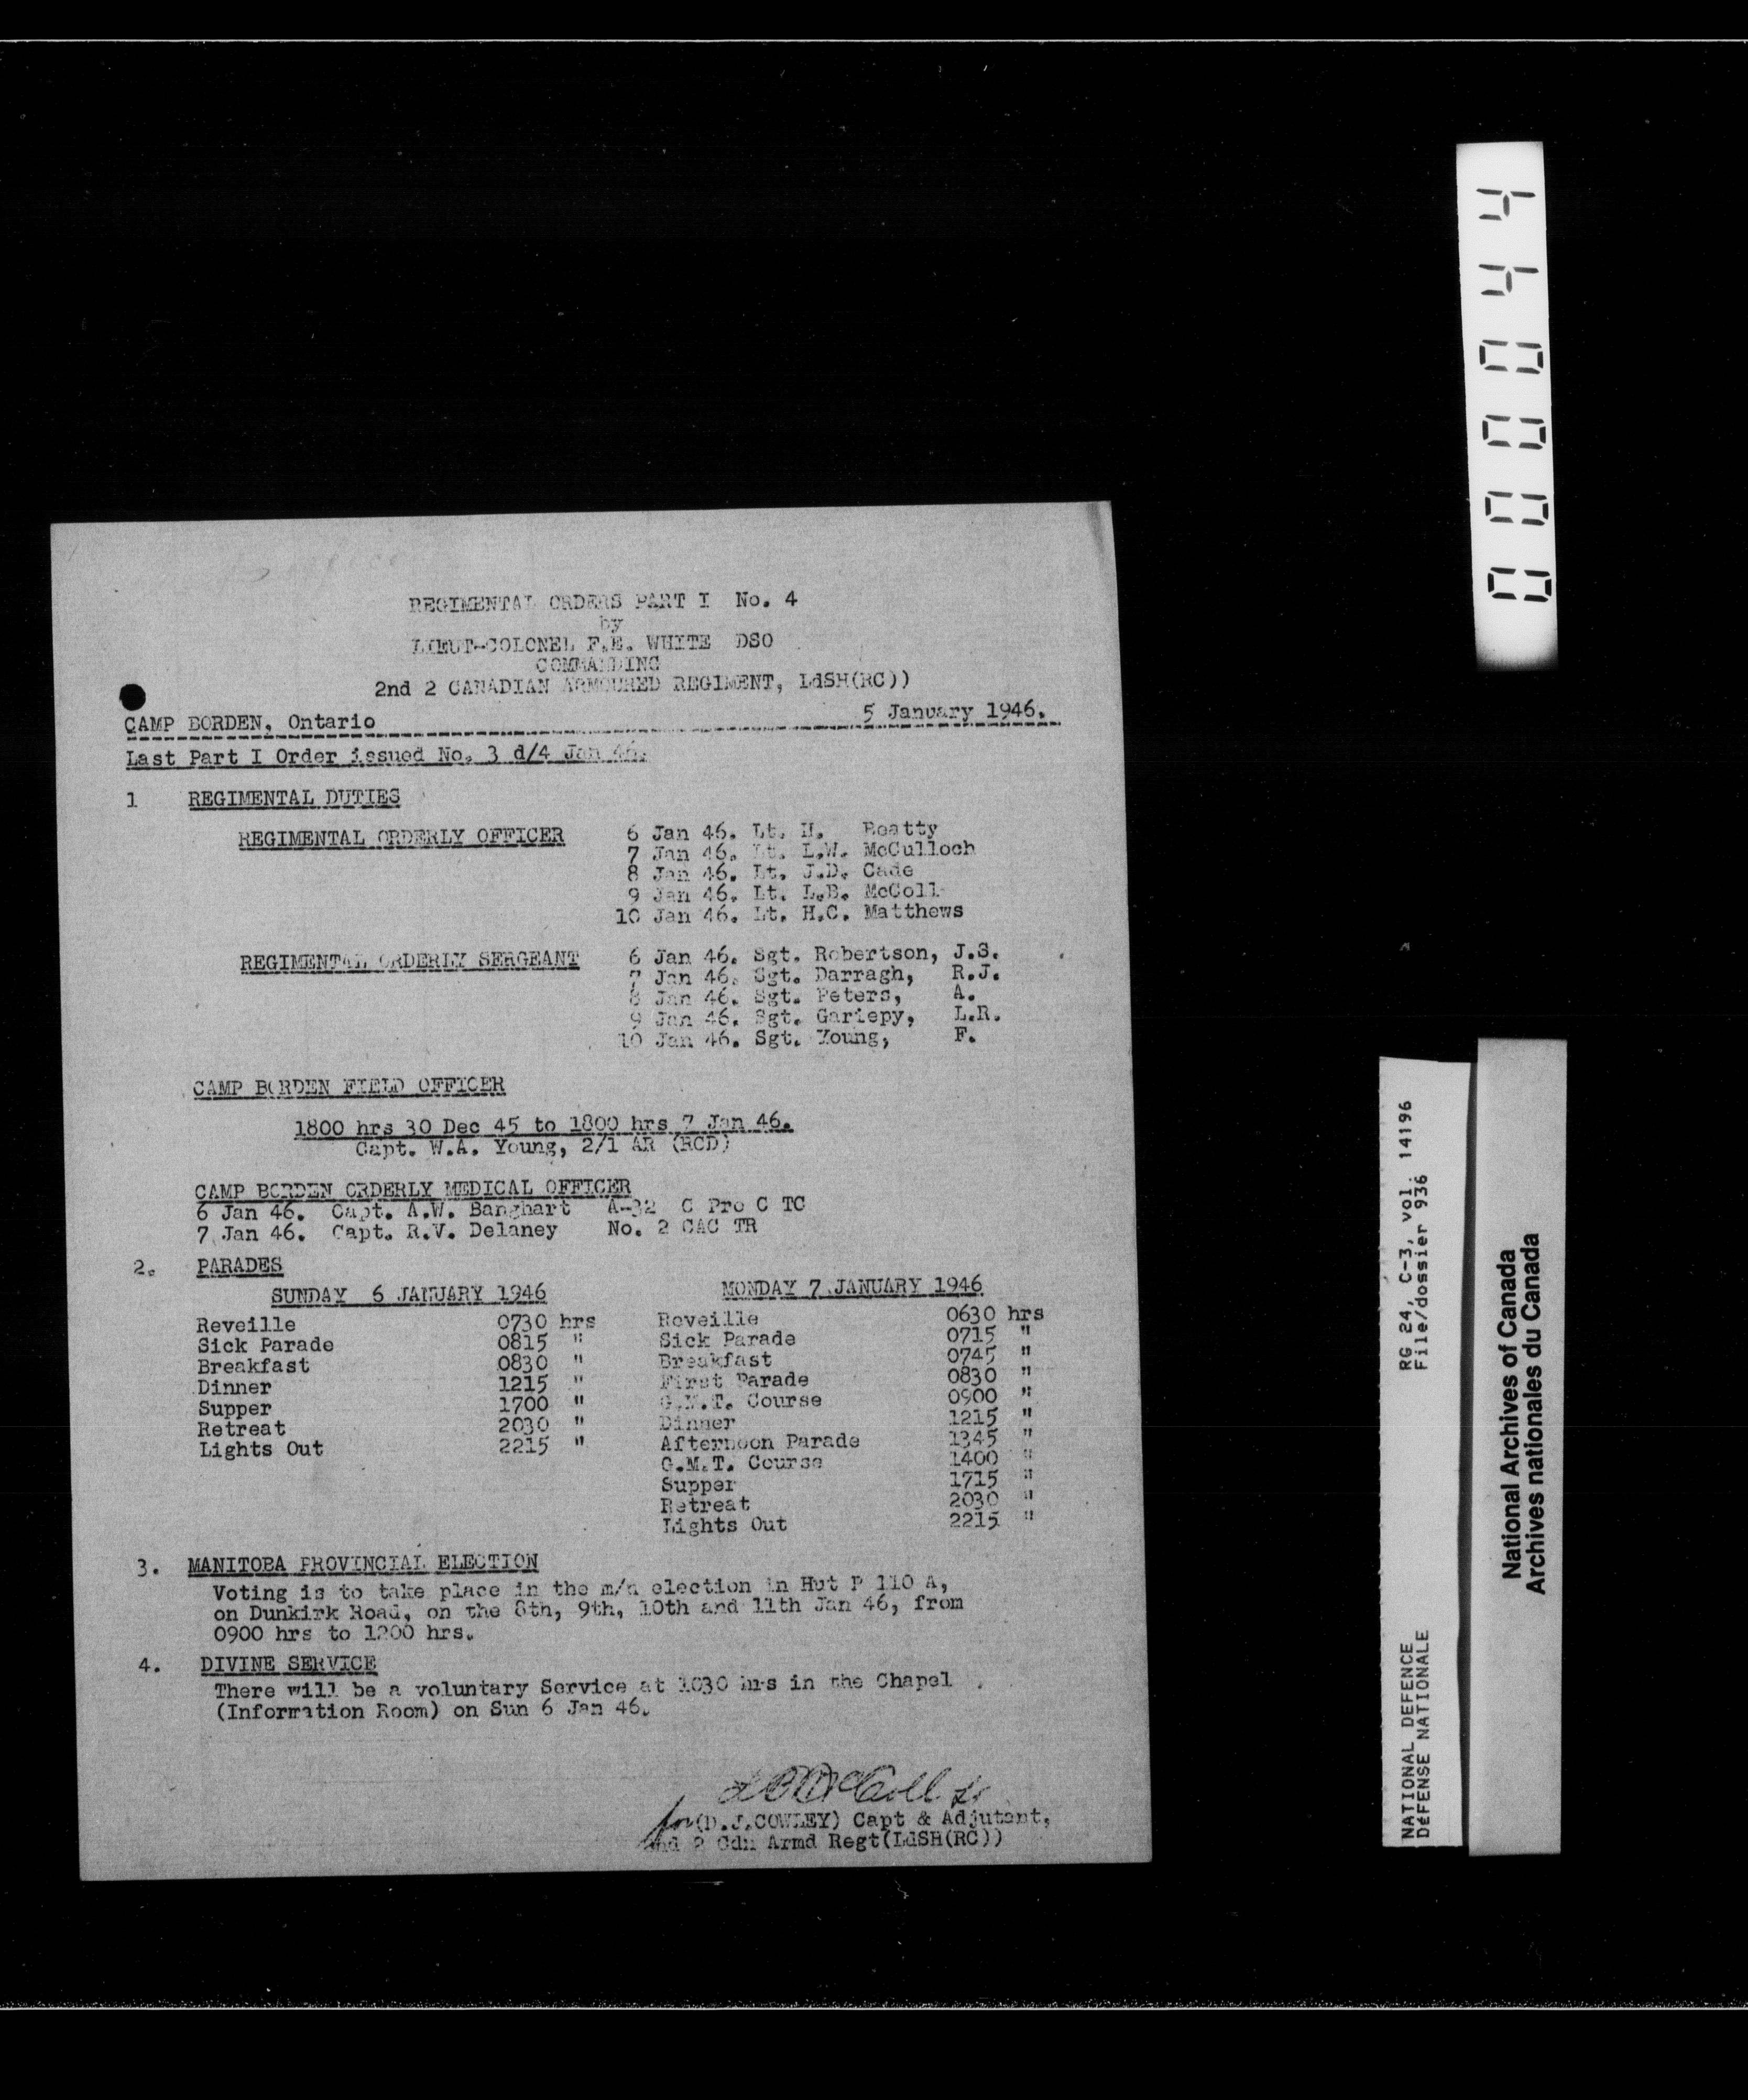 REGIMENTAL ORDERS PART I No. 4
by
LIEUT-COLONEL F.E. WHITE DSO
COMMANDING
2nd 2 CANADIAN ARMOURED REGIMENT, LdSH(RC))
CAMP BORDEN, Ontario 5 January 1946.
Last Part I Order issued No. 3 d/4 Jan 46.
1 REGIMENTAL DUTIES
REGIMENTAL ORDERLY OFFICER 6 Jan 46. Lt. H. Beatty
7 Jan 46. Lt. L.W. McCulloch
8 Jan 46. Lt. J.D. Cade
9 Jan 46. Lt. L.B. McColl
10 Jan 46. Lt. H.C. Matthews
REGIMENTAL ORDERLY SERGEANT 6 Jan 46. Sgt. Robertson, J.S.
7 Jan 46. Sgt. Darragh, R.J.
8 Jan 46. Sgt. Peters, A.
9 Jan 46. Sgt. Gariepy, L.R.
10 Jan 46. Sgt. Young, F.
CAMP BORDEN FIELD OFFICER
1800 hrs 30 Dec 45 to 1800 hrs 7 Jan 46.
Capt. W.A. Young, 2/1 AR (RCD)
CAMP BORDEN ORDERLY MEDICAL OFFICER
6 Jan 46. Capt. A.W. Banghart A-32 C Pro C TC
7 Jan 46. Capt. R.V. Delaney No. 2 CAC TR
2. PARADES
SUNDAY 6 JANUARY 1946
Reveille 0730 hrs
Sick Parade 0815 "
Breakfast 0830 "
Dinner 1215 "
Supper 1700 "
Retreat 2030 "
Lights Out 2215 "
MONDAY 7 JANUARY 1946
Reveille 0630 hrs
Sick Parade 0715 "
Breakfast 0745 "
First Parade 0830 "
G.M.T. Course 0900 "
Dinner 1215 "
Afternoon Parade 1345 "
G.M.T. Course 1400 "
Supper 1715 "
Retreat 2030 "
Lights Out 2215 "
3. MANITOBA PROVINCIAL ELECTION
Voting is to take place in the m/n election in Hut P 110 A,
on Dunkirk Road, on the 8th, 9th, 10th and 11th Jan 46, from
0900 hrs to 1200 hrs.
4. DIVINE SERVICE
There will be a voluntary Service at 1030 hrs in the Chapel
(Information Room) on Sun 6 Jan 46.
L B McColl Lt
for (D.J.COWLEY) Capt & Adjutant,
2nd 2 Cdn Armd Regt(LdSH(RC))
000044
NATIONAL DEFENCE RG 24, C-3, vol. 14196
DÉFENSE NATIONALE File/dossier 936
National Archives of Canada
Archives nationales du Canada